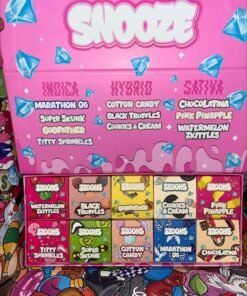 SNOOZE
INDICA
HYBRID
SATIVA
MARATHON OG
SUPER SKUNK
GODFATHER
TITTY SPRINKLES
COTTON CANDY
BLACK TRUFFLES
COOKIES & CREAM
CHOCOLATINA
PINK PINEAPPLE
WATERMELON
ZKITTLES
WATERMELON
ZKITTLES
BLACK
TRUFFLES
COOKIES
& CREAM
PINK
PINEAPPLE
TITTY
SPRINKLES
SUPER
SKUNK
COTTON
CANDY
MARATHON
OG
CHOCOLATINA